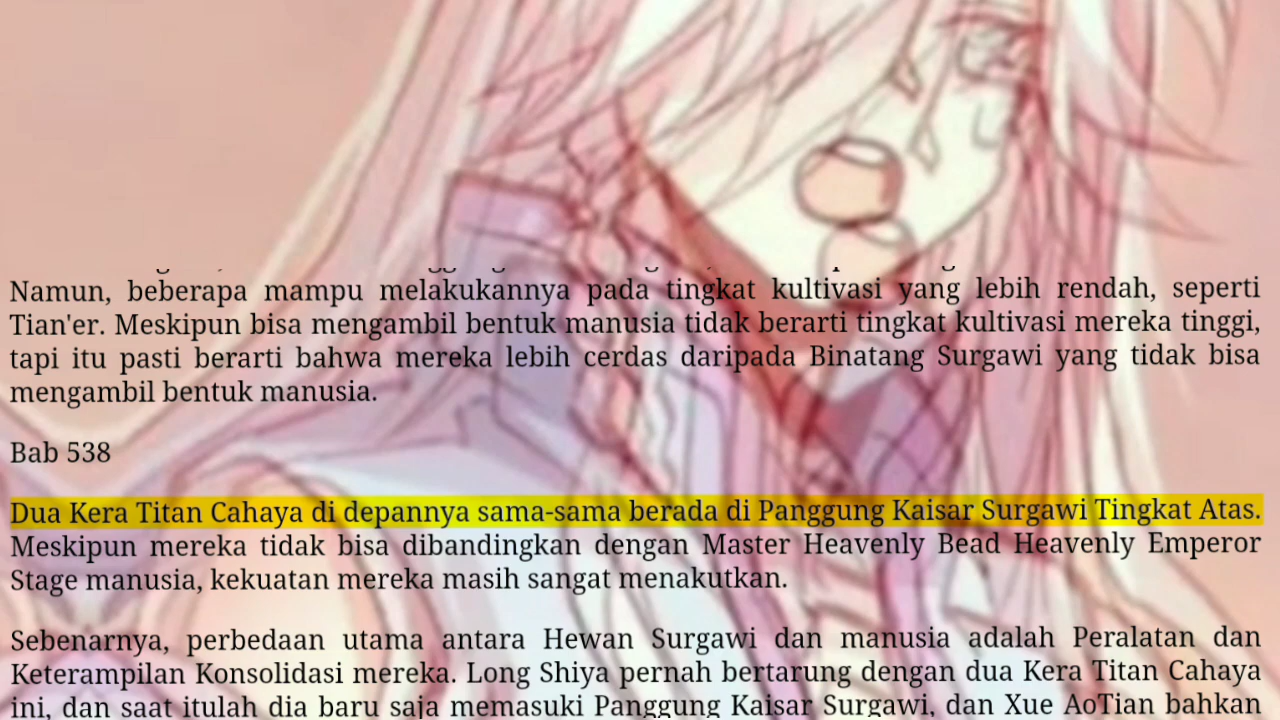 Namun, beberapa mampu melakukannya pada tingkat kultivasi yang lebih rendah, seperti
Tian'er. Meskipun bisa mengambil bentuk manusia tidak berarti tingkat kultivasi mereka tinggi,
tapi itu pasti berarti bahwa mereka lebih cerdas daripada Binatang Surgawi yang tidak bisa
mengambil bentuk manusia.
Bab 538
Dua Kera Titan Cahaya di depannya sama-sama berada di Panggung Kaisar Surgawi Tingkat Atas.
Meskipun mereka tidak bisa dibandingkan dengan Master Heavenly Bead Heavenly Emperor
Stage manusia, kekuatan mereka masih sangat menakutkan.
Sebenarnya, perbedaan utama antara Hewan Surgawi dan manusia adalah Peralatan dan
Keterampilan Konsolidasi mereka. Long Shiya pernah bertarung dengan dua Kera Titan Cahaya
ini, dan saat itulah dia baru saja memasuki Panggung Kaisar Surgawi, dan Xue AoTian bahkan